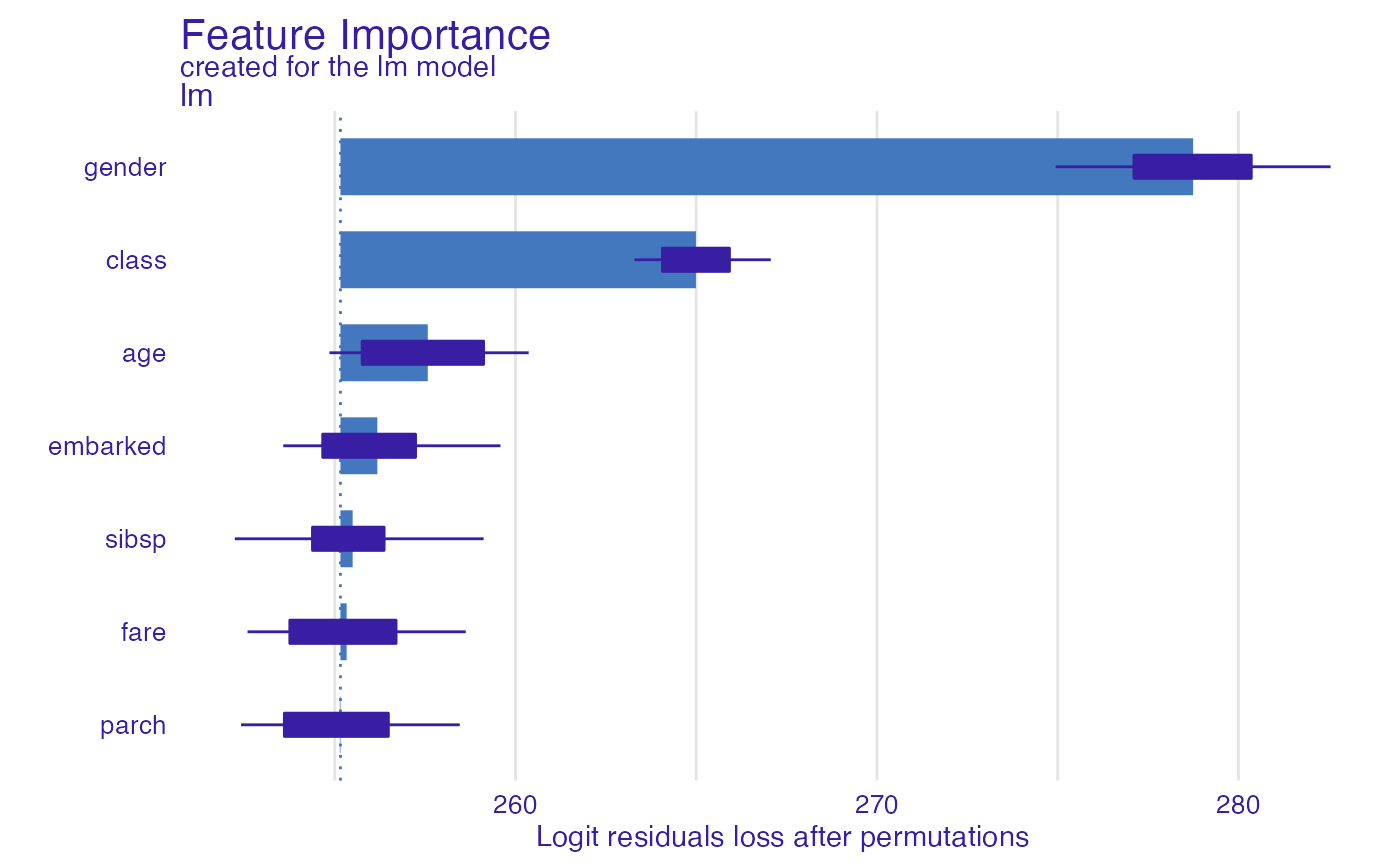 Feature Importance
created for the lm model
lm
gender
class
age
embarked
sibsp
fare
parch
260 270 280
Logit residuals loss after permutations